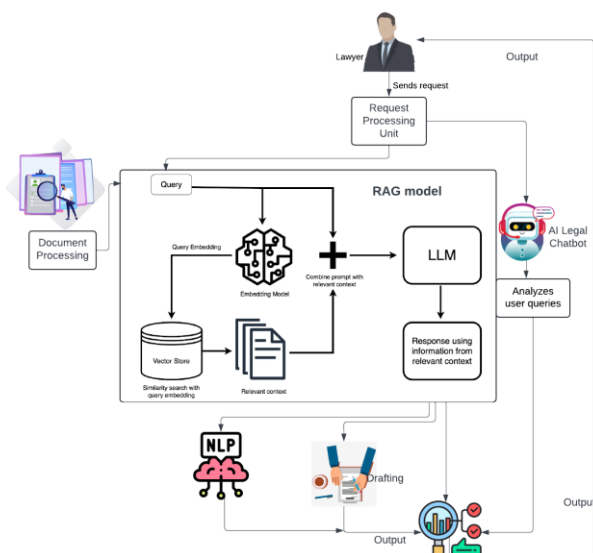 Lawyer
Output
Sends request
Request
Processing
Unit
Query
RAG model
Document
Processing
Query Embedding
Embedding Model
Combine prompt with
relevant context
LLM
AI Legal
Chatbot
Analyzes
user queries
Vector Store
Similarity search with
query embedding
Relevant context
Response using
information from
relevant context
NLP
Drafting
Output
Output